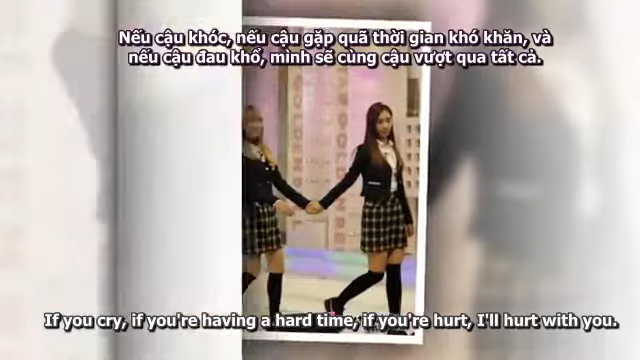 Nếu cậu khóc, nếu cậu gặp quã thời gian khó khăn, và
nếu cậu đau khổ, mình sẽ cùng cậu vượt qua tất cả.
GOLDENBELL
GOLDENBEL
If you cry, if you're having a hard time, if you're hurt, I'll hurt with you.